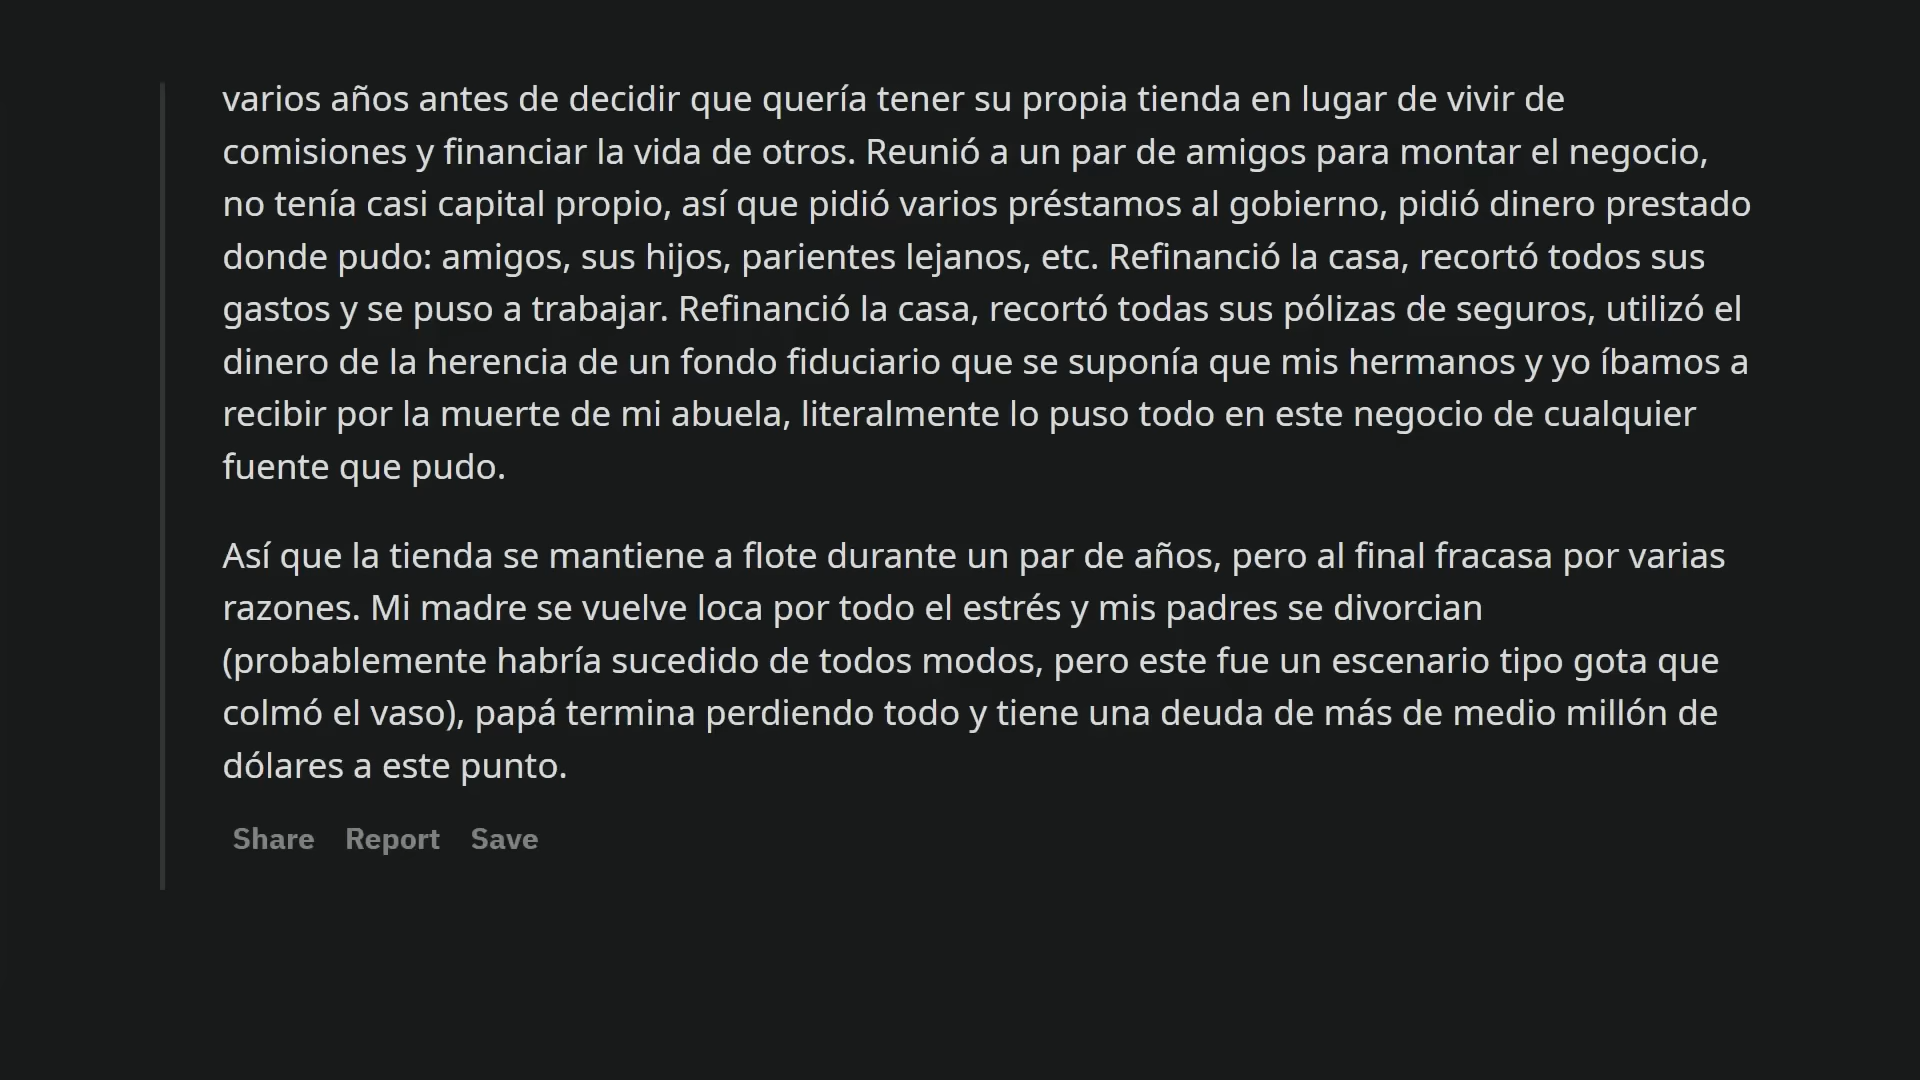 varios años antes de decidir que quería tener su propia tienda en lugar de vivir de
comisiones y financiar la vida de otros. Reunió a un par de amigos para montar el negocio,
no tenía casi capital propio, así que pidió varios préstamos al gobierno, pidió dinero prestado
donde pudo: amigos, sus hijos, parientes lejanos, etc. Refinanció la casa, recortó todos sus
gastos y se puso a trabajar. Refinanció la casa, recortó todas sus pólizas de seguros, utilizó el
dinero de la herencia de un fondo fiduciario que se suponía que mis hermanos y yo íbamos a
recibir por la muerte de mi abuela, literalmente lo puso todo en este negocio de cualquier
fuente que pudo.
Así que la tienda se mantiene a flote durante un par de años, pero al final fracasa por varias
razones. Mi madre se vuelve loca por todo el estrés y mis padres se divorcian
(probablemente habría sucedido de todos modos, pero este fue un escenario tipo gota que
colmó el vaso), papá termina perdiendo todo y tiene una deuda de más de medio millón de
dólares a este punto.
Share Report Save